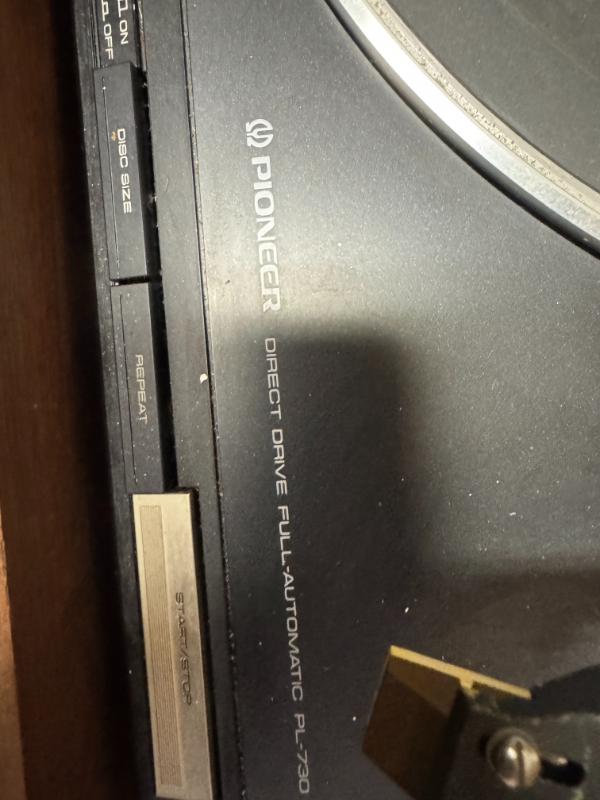 ON
OFF
DISC SIZE
REPEAT
START/STOP
PIONEER
DIRECT DRIVE FULL-AUTOMATIC PL-730